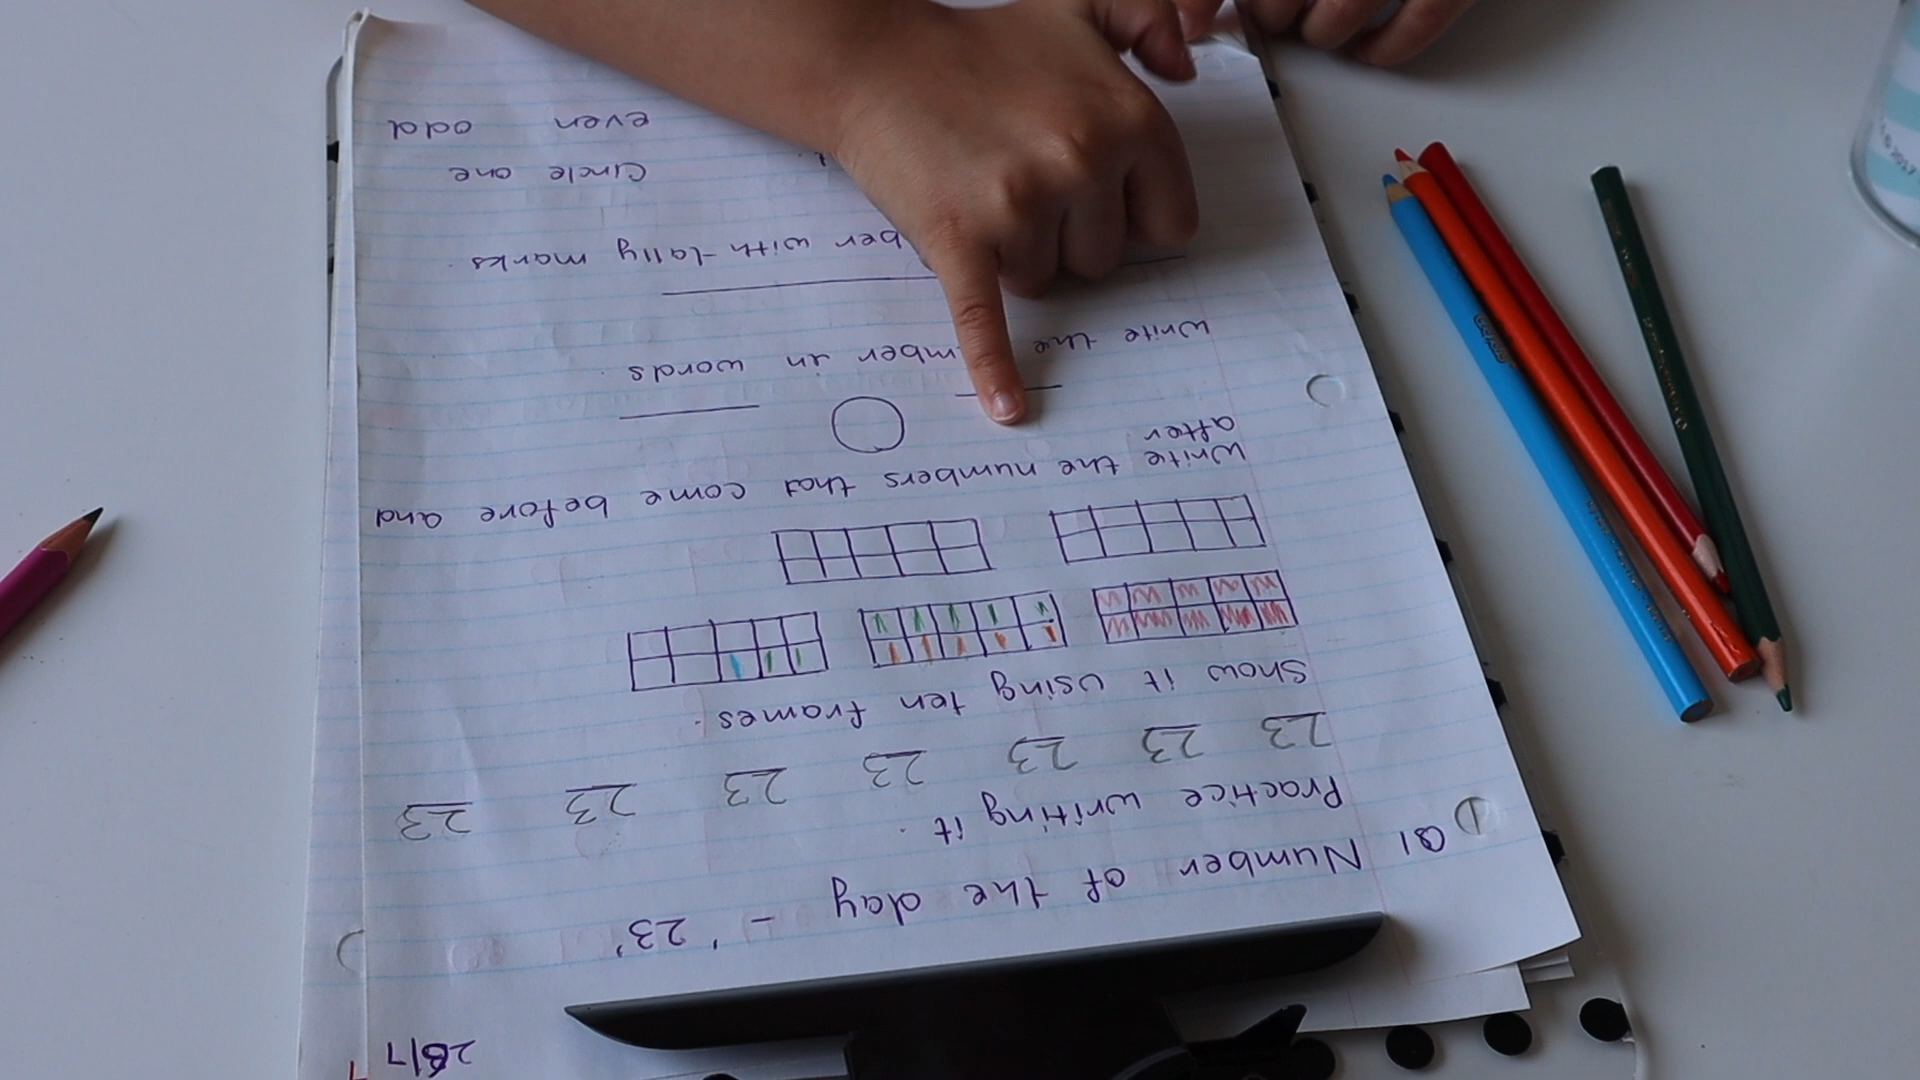 28/7
Q1 Number of the day - '23'
Practice writing it.
23 23 23 23 23 23 23
Show it using ten frames.
Write the numbers that come before and
after
Write the in words.
with tally marks.
Circle one
even odd